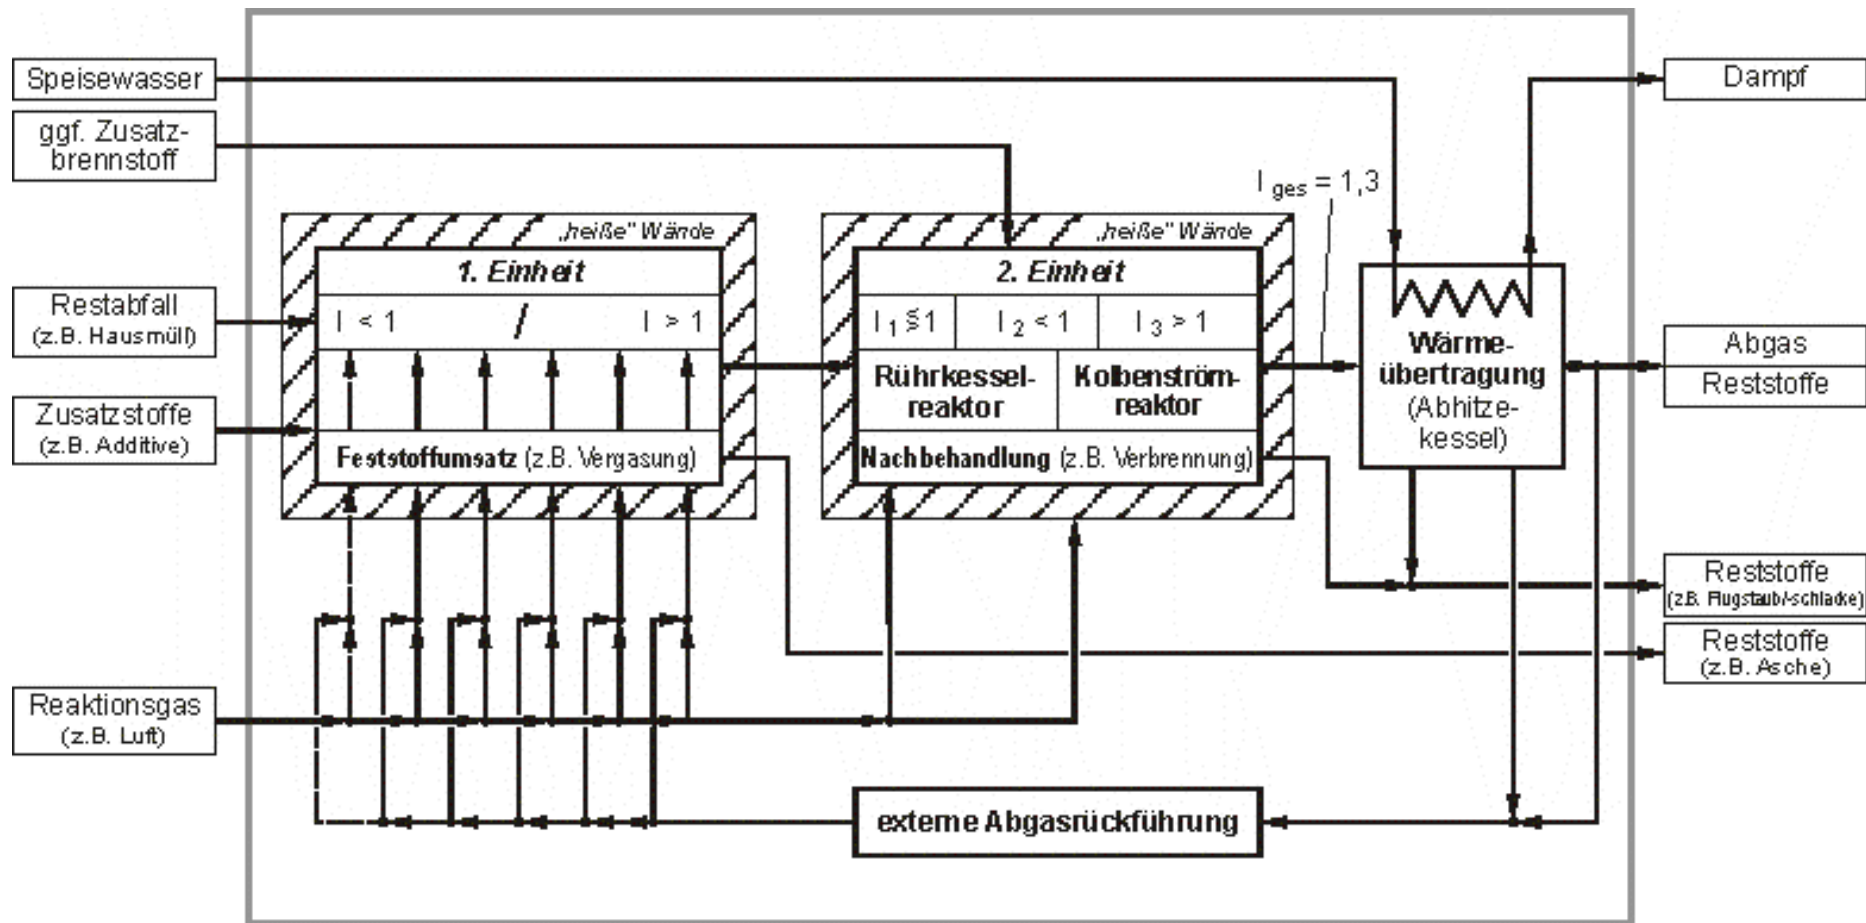 Speisewasser
ggf. Zusatz-
brennstoff
Restabfall
(z.B. Hausmüll)
Zusatzstoffe
(z.B. Additive)
Reaktionsgas
(z.B. Luft)
„heiße" Wände
1. Einheit
l < 1 / l > 1
Feststoffumsatz (z.B. Vergasung)
„heiße" Wände
2. Einheit
l 1 ≶ 1 l 2 < 1 l 3 > 1
Rührkessel-
reaktor
Kolbenström-
reaktor
Nachbehandlung (z.B. Verbrennung)
l ges = 1,3
Wärme-
übertragung
(Abhitze-
kessel)
externe Abgasrückführung
Dampf
Abgas
Reststoffe
Reststoffe
(z.B. Flugstaub/-schlacke)
Reststoffe
(z.B. Asche)